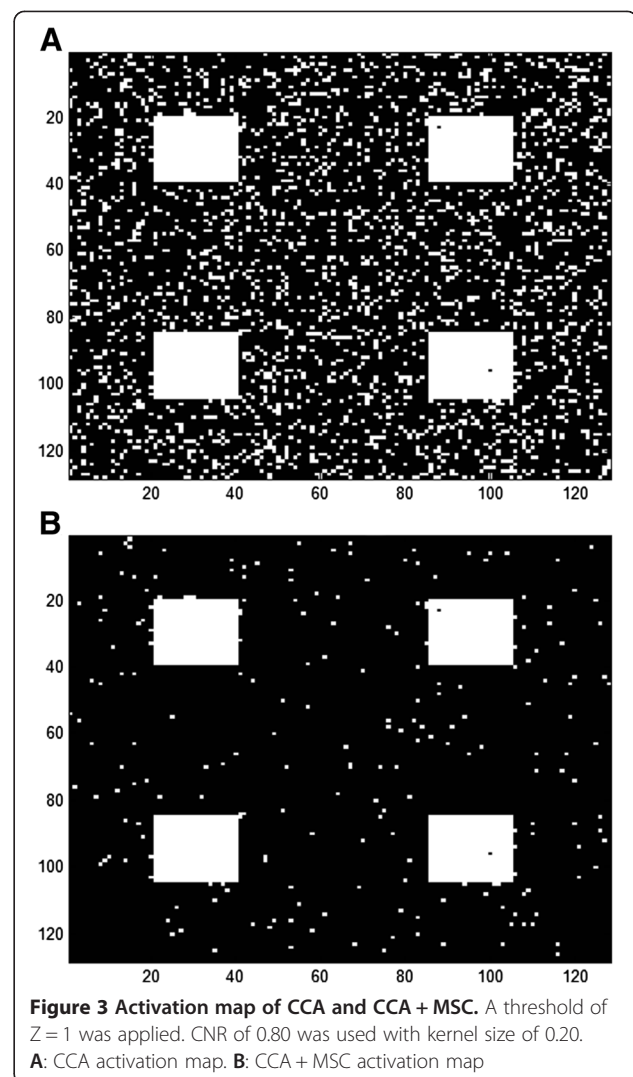 A
20
40
60
80
100
120
20 40 60 80 100 120
B
20
40
60
80
100
120
20 40 60 80 100 120
Figure 3 Activation map of CCA and CCA + MSC. A threshold of
Z = 1 was applied. CNR of 0.80 was used with kernel size of 0.20.
A: CCA activation map. B: CCA + MSC activation map